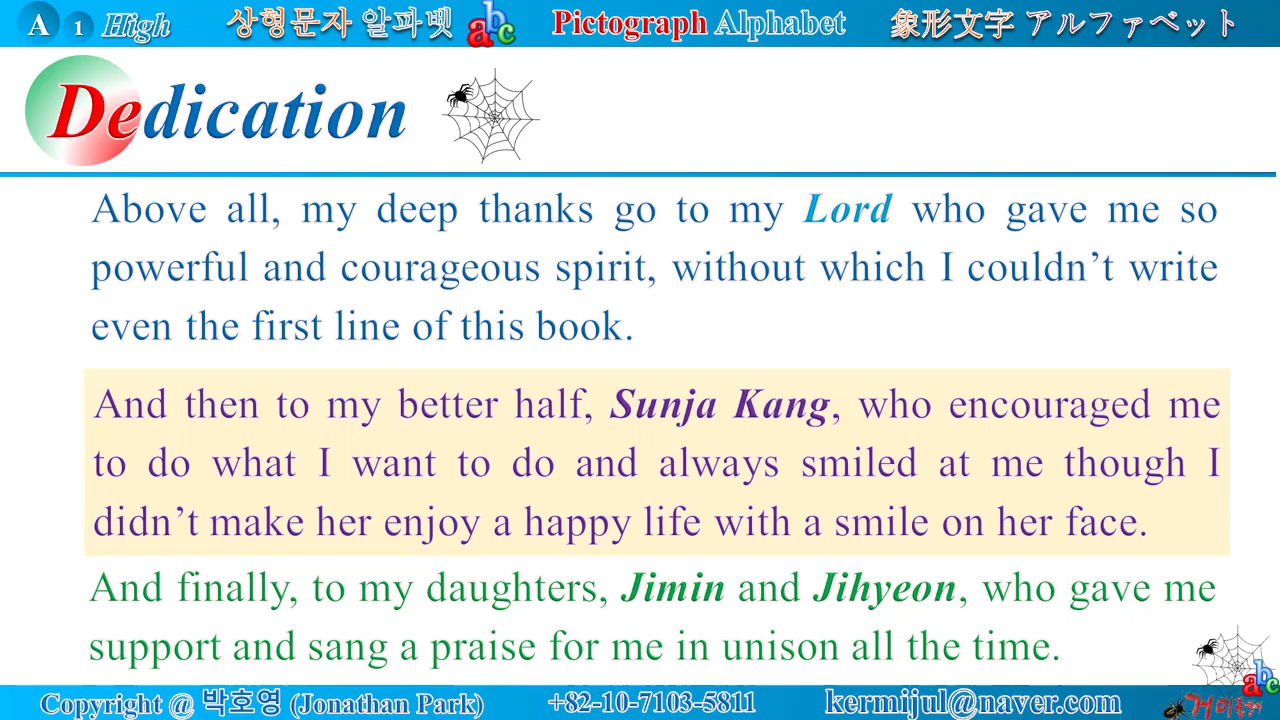 A 1 High 상형문자 알파벳 abc Pictograph Alphabet 象形文字 アルファベット
Dedication
Above all, my deep thanks go to my Lord who gave me so
powerful and courageous spirit, without which I couldn’t write
even the first line of this book.
And then to my better half, Sunja Kang, who encouraged me
to do what I want to do and always smiled at me though I
didn’t make her enjoy a happy life with a smile on her face.
And finally, to my daughters, Jimin and Jihyeon, who gave me
support and sang a praise for me in unison all the time.
abc
Copyright @ 박호영 (Jonathan Park) +82-10-7103-5811 kermijul@naver.com